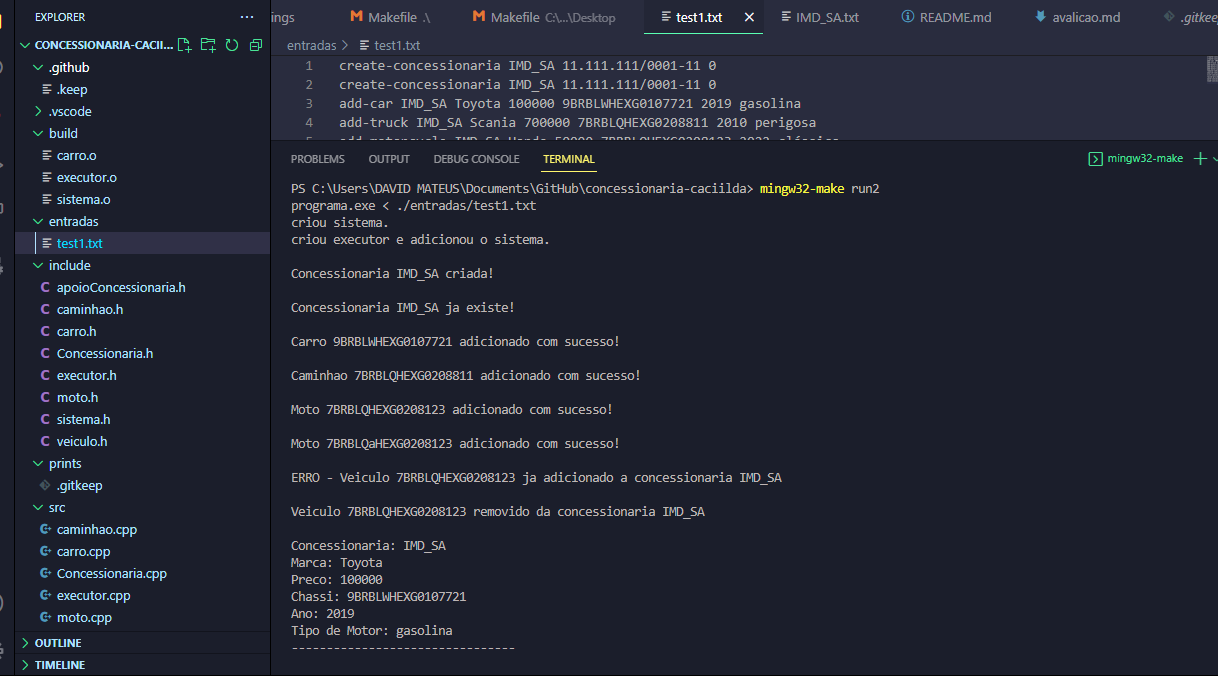 EXPLORER ···
CONCESSIONARIA-CACII...
.github
.keep
.vscode
build
carro.o
executor.o
sistema.o
entradas
test1.txt
include
apoioConcessionaria.h
caminhao.h
carro.h
Concessionaria.h
executor.h
moto.h
sistema.h
veiculo.h
prints
.gitkeep
src
caminhao.cpp
carro.cpp
Concessionaria.cpp
executor.cpp
moto.cpp
OUTLINE
TIMELINE
ings Makefile .\ Makefile C:\...\Desktop test1.txt IMD_SA.txt README.md avalicao.md .gitkee
entradas > test1.txt
1 create-concessionaria IMD_SA 11.111.111/0001-11 0
2 create-concessionaria IMD_SA 11.111.111/0001-11 0
3 add-car IMD_SA Toyota 100000 9BRBLWHEXG0107721 2019 gasolina
4 add-truck IMD_SA Scania 700000 7BRBLQHEXG0208811 2010 perigosa
PROBLEMS OUTPUT DEBUG CONSOLE TERMINAL mingw32-make
PS C:\Users\DAVID MATEUS\Documents\GitHub\concessionaria-caciilda> mingw32-make run2
programa.exe < ./entradas/test1.txt
criou sistema.
criou executor e adicionou o sistema.
Concessionaria IMD_SA criada!
Concessionaria IMD_SA ja existe!
Carro 9BRBLWHEXG0107721 adicionado com sucesso!
Caminhao 7BRBLQHEXG0208811 adicionado com sucesso!
Moto 7BRBLQHEXG0208123 adicionado com sucesso!
Moto 7BRBLQaHEXG0208123 adicionado com sucesso!
ERRO - Veiculo 7BRBLQHEXG0208123 ja adicionado a concessionaria IMD_SA
Veiculo 7BRBLQHEXG0208123 removido da concessionaria IMD_SA
Concessionaria: IMD_SA
Marca: Toyota
Preco: 100000
Chassi: 9BRBLWHEXG0107721
Ano: 2019
Tipo de Motor: gasolina
--------------------------------